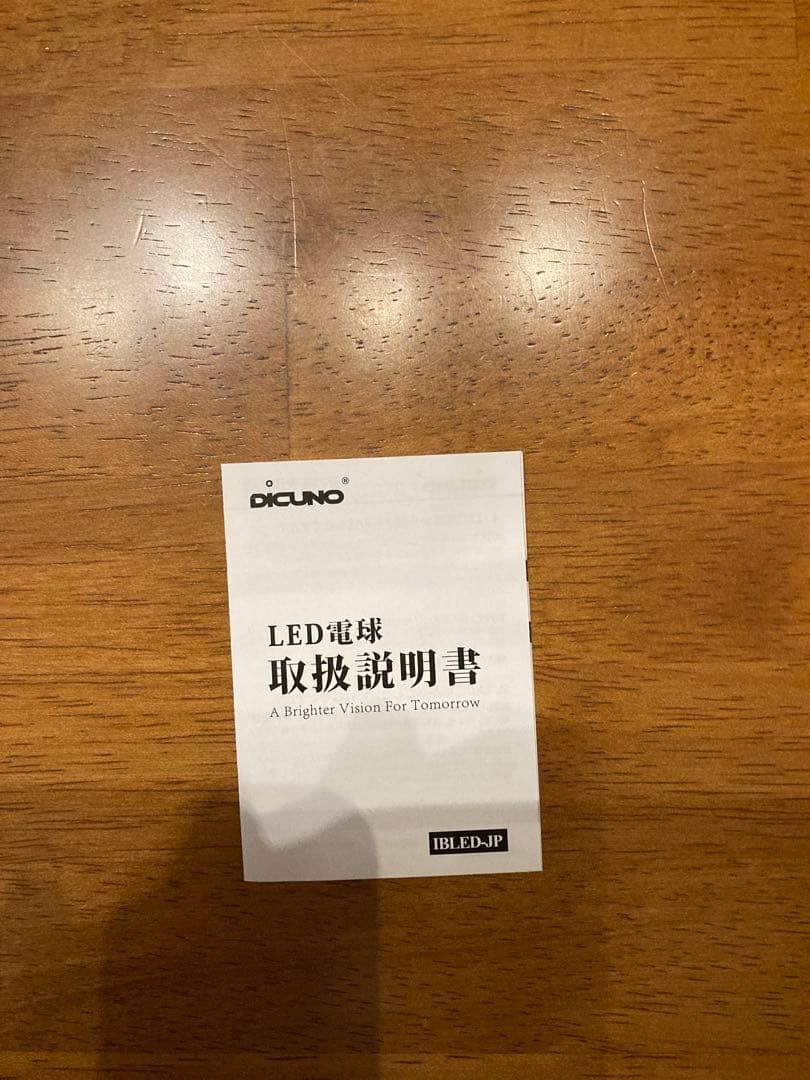 DiCUNO®
LED電球
取扱説明書
A Brighter Vision For Tomorrow
IBLED-JP